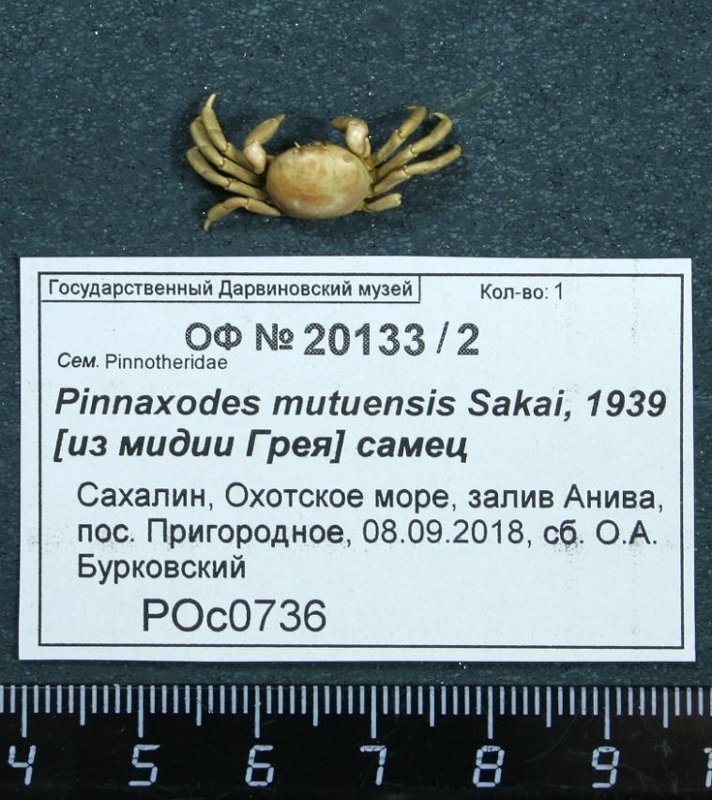 Государственный Дарвиновский музей
Кол-во: 1
ОФ № 20133 / 2
Сем. Pinnotheridae
Pinnaxodes mutuensis Sakai, 1939
[из мидии Грея] самец
Сахалин, Охотское море, залив Анива,
пос. Пригородное, 08.09.2018, сб. О.А.
Бурковский
POc0736
4 5 6 7 8 9 1